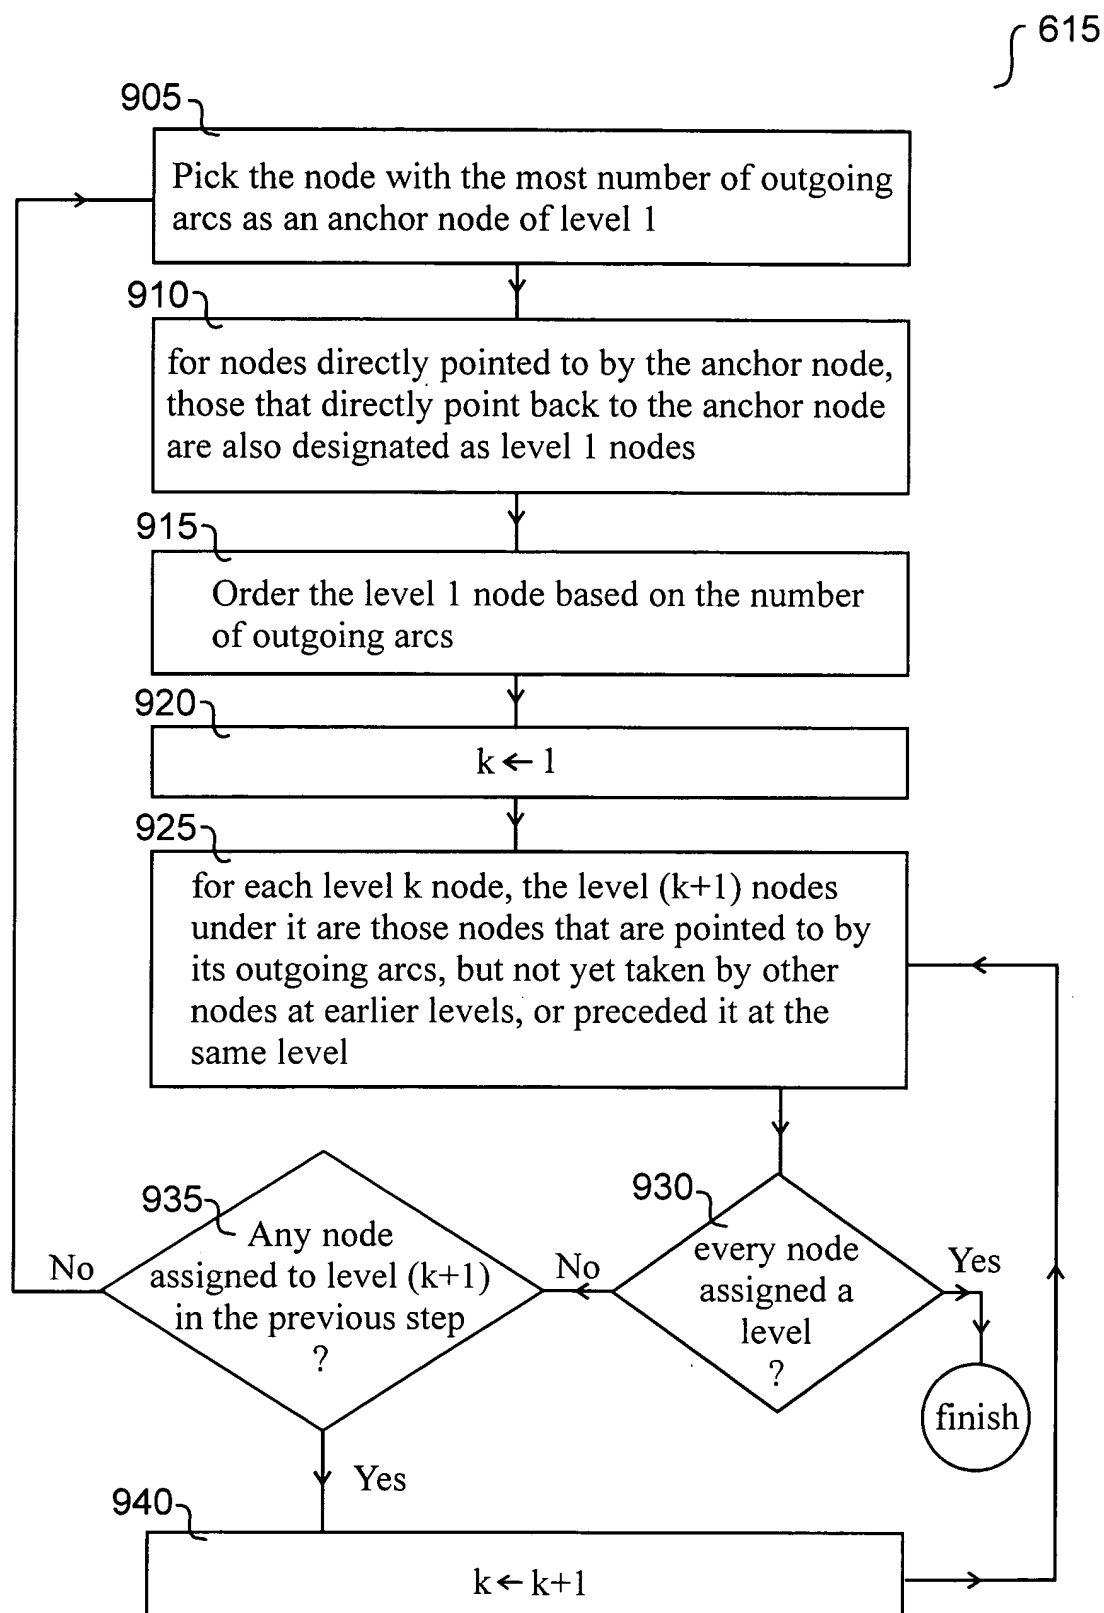 615
905
Pick the node with the most number of outgoing
arcs as an anchor node of level 1
910
for nodes directly pointed to by the anchor node,
those that directly point back to the anchor node
are also designated as level 1 nodes
915
Order the level 1 node based on the number
of outgoing arcs
920
k ← 1
925
for each level k node, the level (k+1) nodes
under it are those nodes that are pointed to by
its outgoing arcs, but not yet taken by other
nodes at earlier levels, or preceded it at the
same level
930
every node
assigned a
level
?
Yes
finish
No
935
Any node
assigned to level (k+1)
in the previous step
?
No
Yes
940
k ← k+1